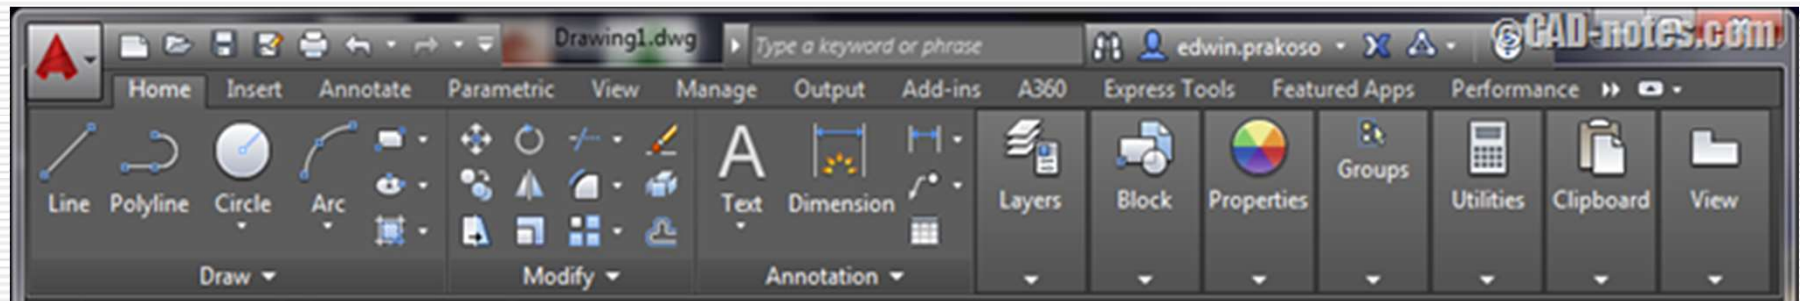 Drawing1.dwg Type a keyword or phrase edwin.prakoso ©CAD-notes.com
Home Insert Annotate Parametric View Manage Output Add-ins A360 Express Tools Featured Apps Performance
Line Polyline Circle Arc Text Dimension Layers Block Properties Groups Utilities Clipboard View
Draw Modify Annotation